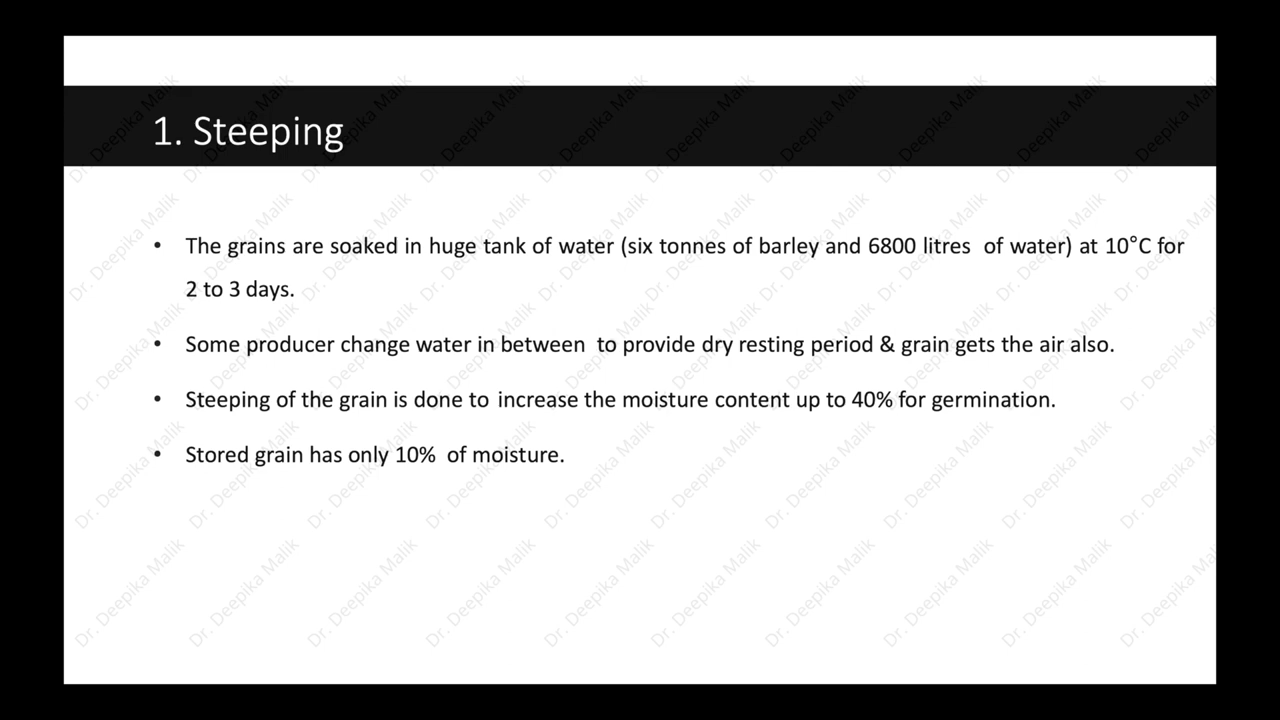 1. Steeping
• The grains are soaked in huge tank of water (six tonnes of barley and 6800 litres of water) at 10°C for
2 to 3 days.
• Some producer change water in between to provide dry resting period & grain gets the air also.
• Steeping of the grain is done to increase the moisture content up to 40% for germination.
• Stored grain has only 10% of moisture.
Dr. Deepika Malik